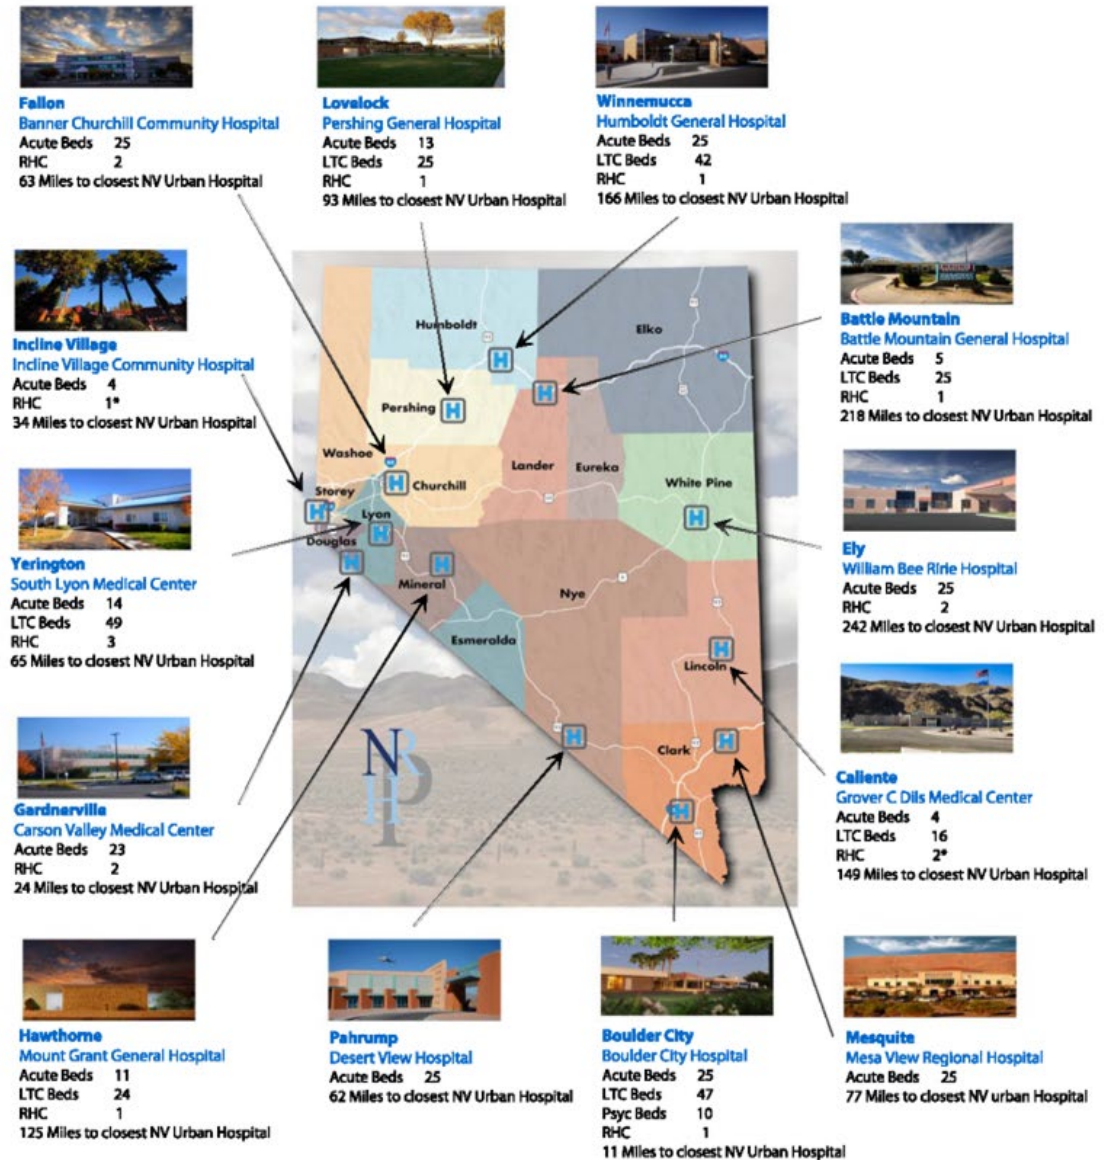 Fallon
Banner Churchill Community Hospital
Acute Beds 25
RHC 2
63 Miles to closest NV Urban Hospital
Lovelock
Pershing General Hospital
Acute Beds 13
LTC Beds 25
RHC 1
93 Miles to closest NV Urban Hospital
Winnemucca
Humboldt General Hospital
Acute Beds 25
LTC Beds 42
RHC 1
166 Miles to closest NV Urban Hospital
Incline Village
Incline Village Community Hospital
Acute Beds 4
RHC 1*
34 Miles to closest NV Urban Hospital
Battle Mountain
Battle Mountain General Hospital
Acute Beds 5
LTC Beds 25
RHC 1
218 Miles to closest NV Urban Hospital
Yerington
South Lyon Medical Center
Acute Beds 14
LTC Beds 49
RHC 3
65 Miles to closest NV Urban Hospital
Ely
William Bee Ririe Hospital
Acute Beds 25
RHC 2
242 Miles to closest NV Urban Hospital
Humboldt
Elko
Pershing
Washoe
Lander
Eureka
White Pine
Storey
Churchill
Lyon
Douglas
Mineral
Nye
Esmeralda
Lincoln
Clark
H
H
H
H
H
H
H
H
H
H
H
H
H
NRHP
Gardnerville
Carson Valley Medical Center
Acute Beds 23
RHC 2
24 Miles to closest NV Urban Hospital
Caliente
Grover C Dils Medical Center
Acute Beds 4
LTC Beds 16
RHC 2*
149 Miles to closest NV Urban Hospital
Hawthorne
Mount Grant General Hospital
Acute Beds 11
LTC Beds 24
RHC 1
125 Miles to closest NV Urban Hospital
Pahrump
Desert View Hospital
Acute Beds 25
62 Miles to closest NV Urban Hospital
Boulder City
Boulder City Hospital
Acute Beds 25
LTC Beds 47
Psyc Beds 10
RHC 1
11 Miles to closest NV Urban Hospital
Mesquite
Mesa View Regional Hospital
Acute Beds 25
77 Miles to closest NV urban Hospital